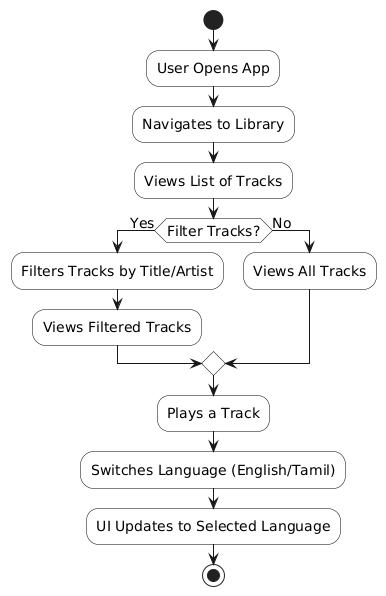 User Opens App
Navigates to Library
Views List of Tracks
Filter Tracks?
Yes
No
Filters Tracks by Title/Artist
Views All Tracks
Views Filtered Tracks
Plays a Track
Switches Language (English/Tamil)
UI Updates to Selected Language